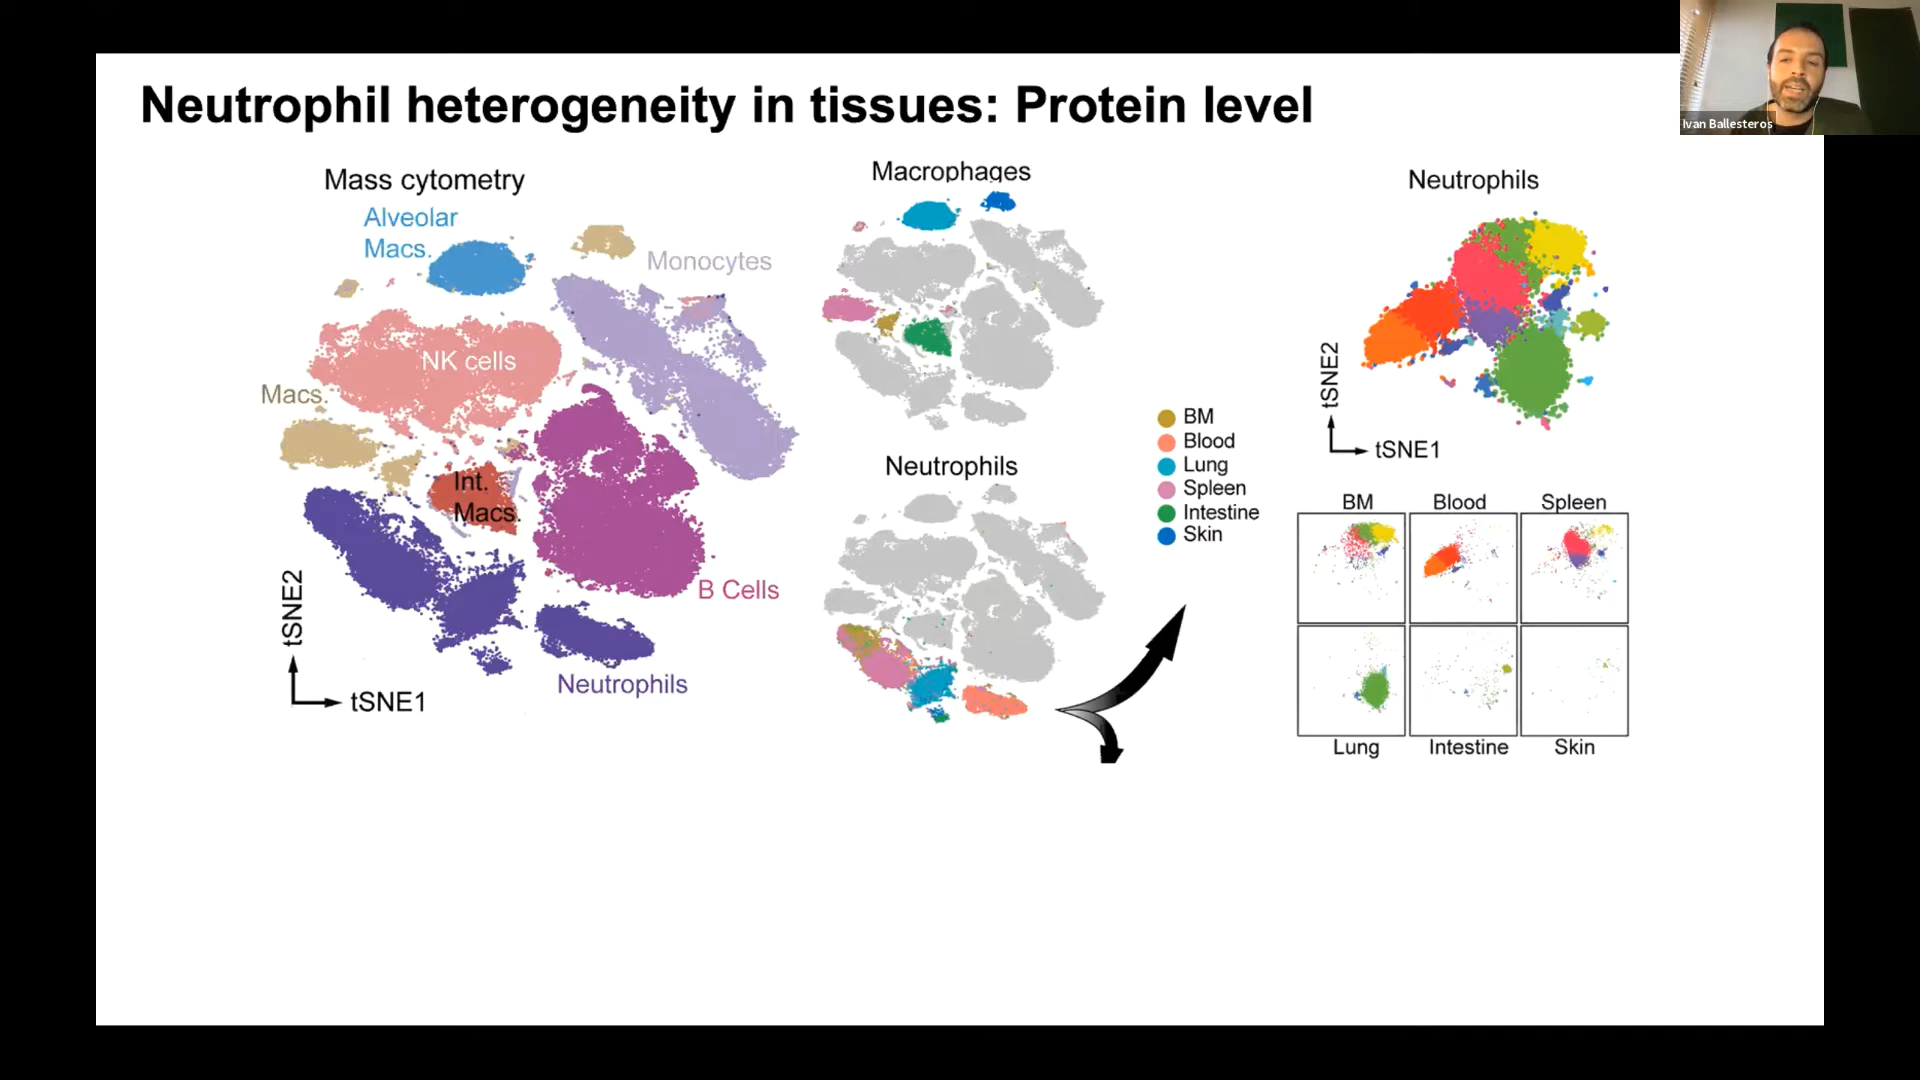 Neutrophil heterogeneity in tissues: Protein level
Ivan Ballesteros
Mass cytometry
Alveolar
Macs.
Monocytes
NK cells
Macs.
Int.
Macs.
B Cells
Neutrophils
tSNE2
tSNE1
Macrophages
Neutrophils
BM
Blood
Lung
Spleen
Intestine
Skin
Neutrophils
tSNE2
tSNE1
BM
Blood
Spleen
Lung
Intestine
Skin